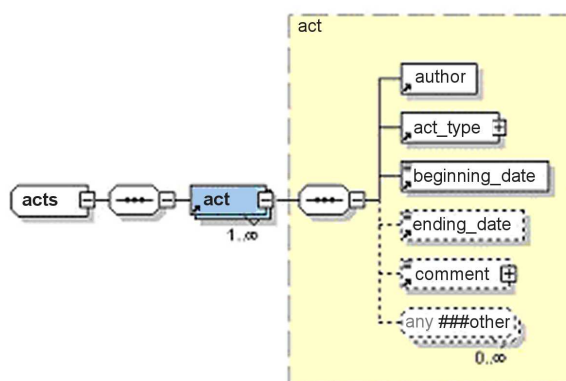 act
author
act_type
beginning_date
acts
act
1..∞
ending_date
comment
any ###other
0..∞